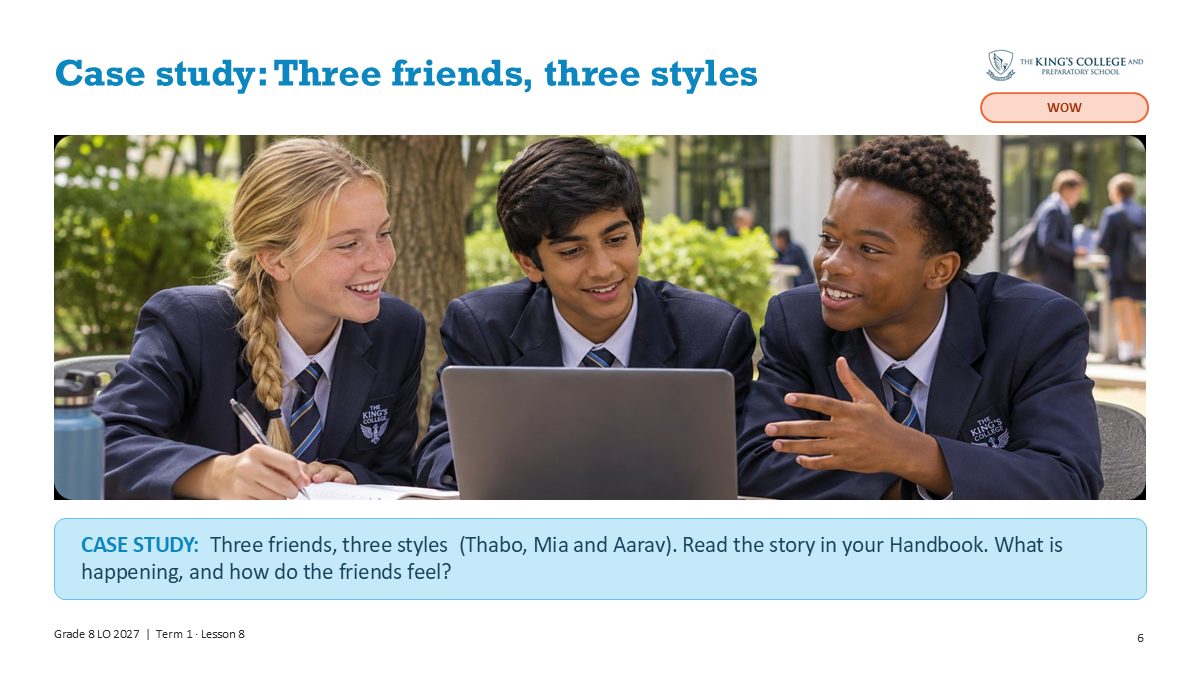 Case study: Three friends, three styles
THE KING'S COLLEGE AND
PREPARATORY SCHOOL
WOW
THE
KING'S
COLLEGE
THE
KING'S
COLLEGE
CASE STUDY: Three friends, three styles (Thabo, Mia and Aarav). Read the story in your Handbook. What is
happening, and how do the friends feel?
Grade 8 LO 2027 | Term 1 · Lesson 8
6